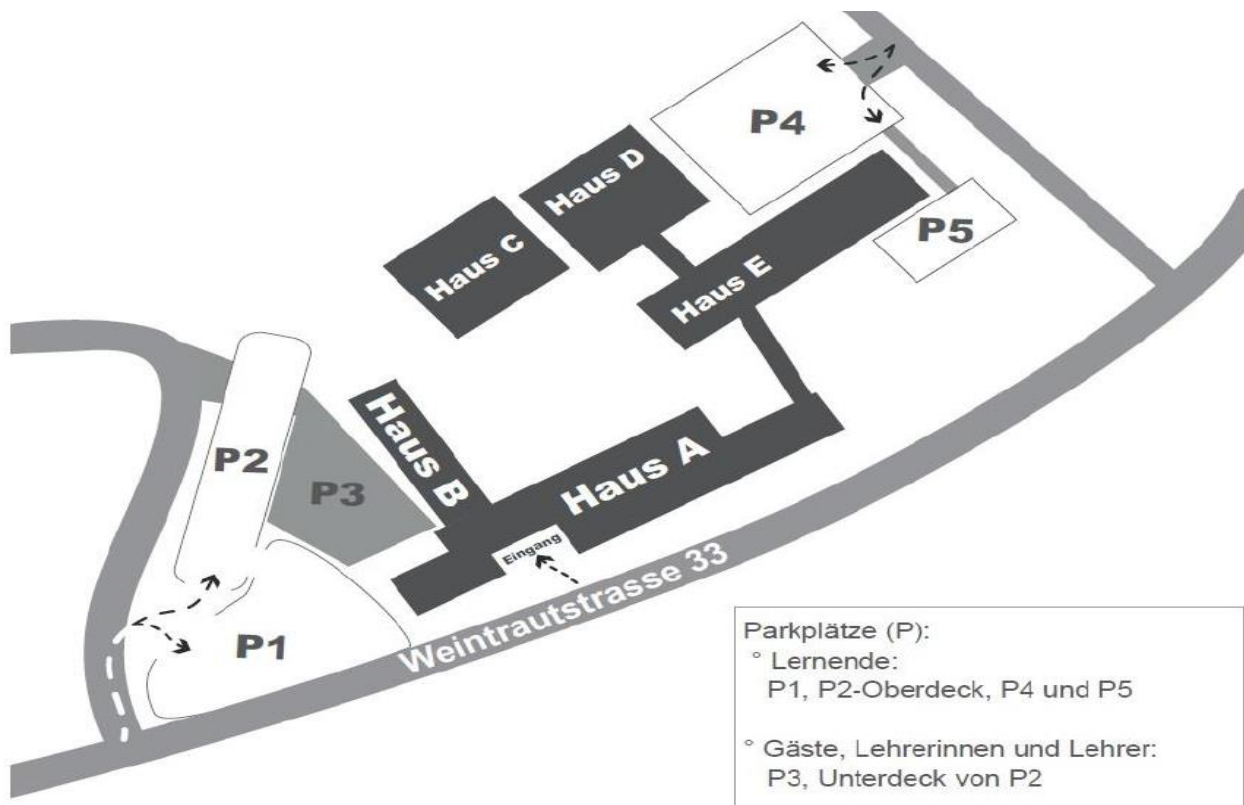 P4
Haus D
P5
Haus C
Haus E
P2
Haus B
P3
Haus A
Eingang
P1
Weintrautstrasse 33
Parkplätze (P):
° Lernende:
P1, P2-Oberdeck, P4 und P5
° Gäste, Lehrerinnen und Lehrer:
P3, Unterdeck von P2